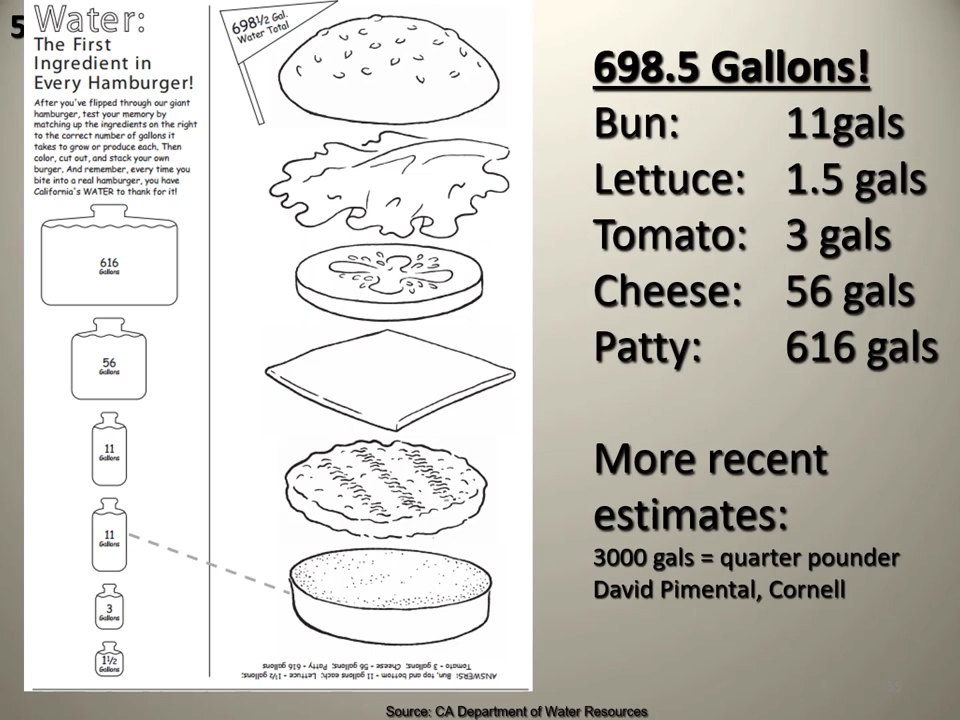 5
Water:
The First
Ingredient in
Every Hamburger!
After you've flipped through our giant
hamburger, test your memory by
matching up the ingredients on the right
to the correct number of gallons it
takes to grow or produce each. Then
color, cut out, and stack your own
burger. And remember, every time you
bite into a real hamburger, you have
California's WATER to thank for it!
616
Gallons
56
Gallons
11
Gallons
11
Gallons
3
Gallons
1½
Gallons
698½ Gal.
Water Total
ANSWERS: Bun, top and bottom - 11 gallons each; Lettuce - 1½ gallons;
Tomato - 3 gallons; Cheese - 56 gallons; Patty - 616 gallons
698.5 Gallons!
Bun: 11gals
Lettuce: 1.5 gals
Tomato: 3 gals
Cheese: 56 gals
Patty: 616 gals
More recent
estimates:
3000 gals = quarter pounder
David Pimental, Cornell
Source: CA Department of Water Resources